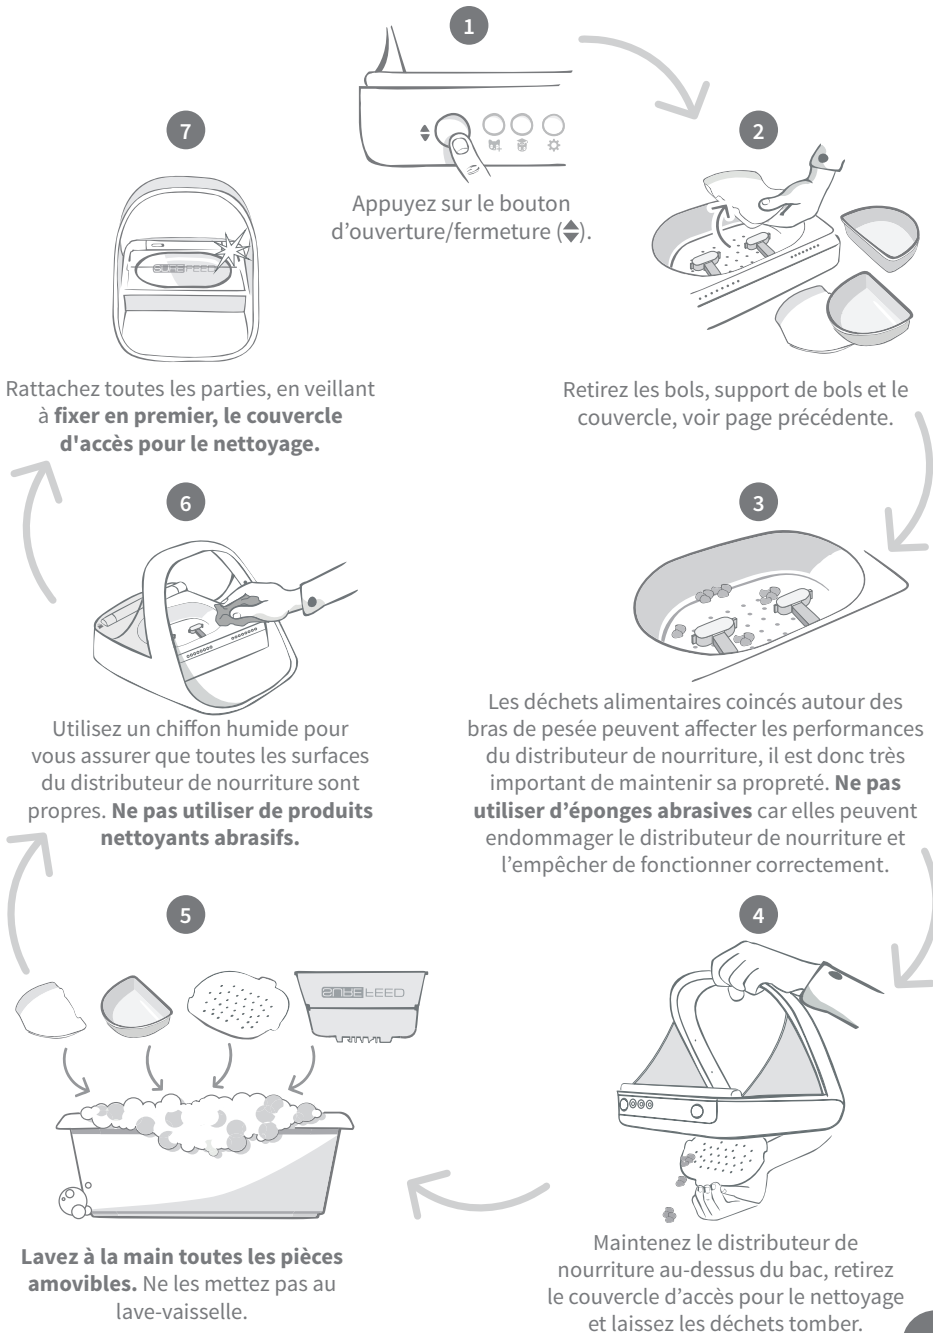 1
Appuyez sur le bouton
d'ouverture/fermeture ().
2
Retirez les bols, support de bols et le
couvercle, voir page précédente.
3
Les déchets alimentaires coincés autour des
bras de pesée peuvent affecter les performances
du distributeur de nourriture, il est donc très
important de maintenir sa propreté. Ne pas
utiliser d’éponges abrasives car elles peuvent
endommager le distributeur de nourriture et
l’empêcher de fonctionner correctement.
4
Maintenez le distributeur de
nourriture au-dessus du bac, retirez
le couvercle d’accès pour le nettoyage
et laissez les déchets tomber.
5
SUREFEED
Lavez à la main toutes les pièces
amovibles. Ne les mettez pas au
lave-vaisselle.
6
Utilisez un chiffon humide pour
vous assurer que toutes les surfaces
du distributeur de nourriture sont
propres. Ne pas utiliser de produits
nettoyants abrasifs.
7
SUREFEED
Rattachez toutes les parties, en veillant
à fixer en premier, le couvercle
d'accès pour le nettoyage.